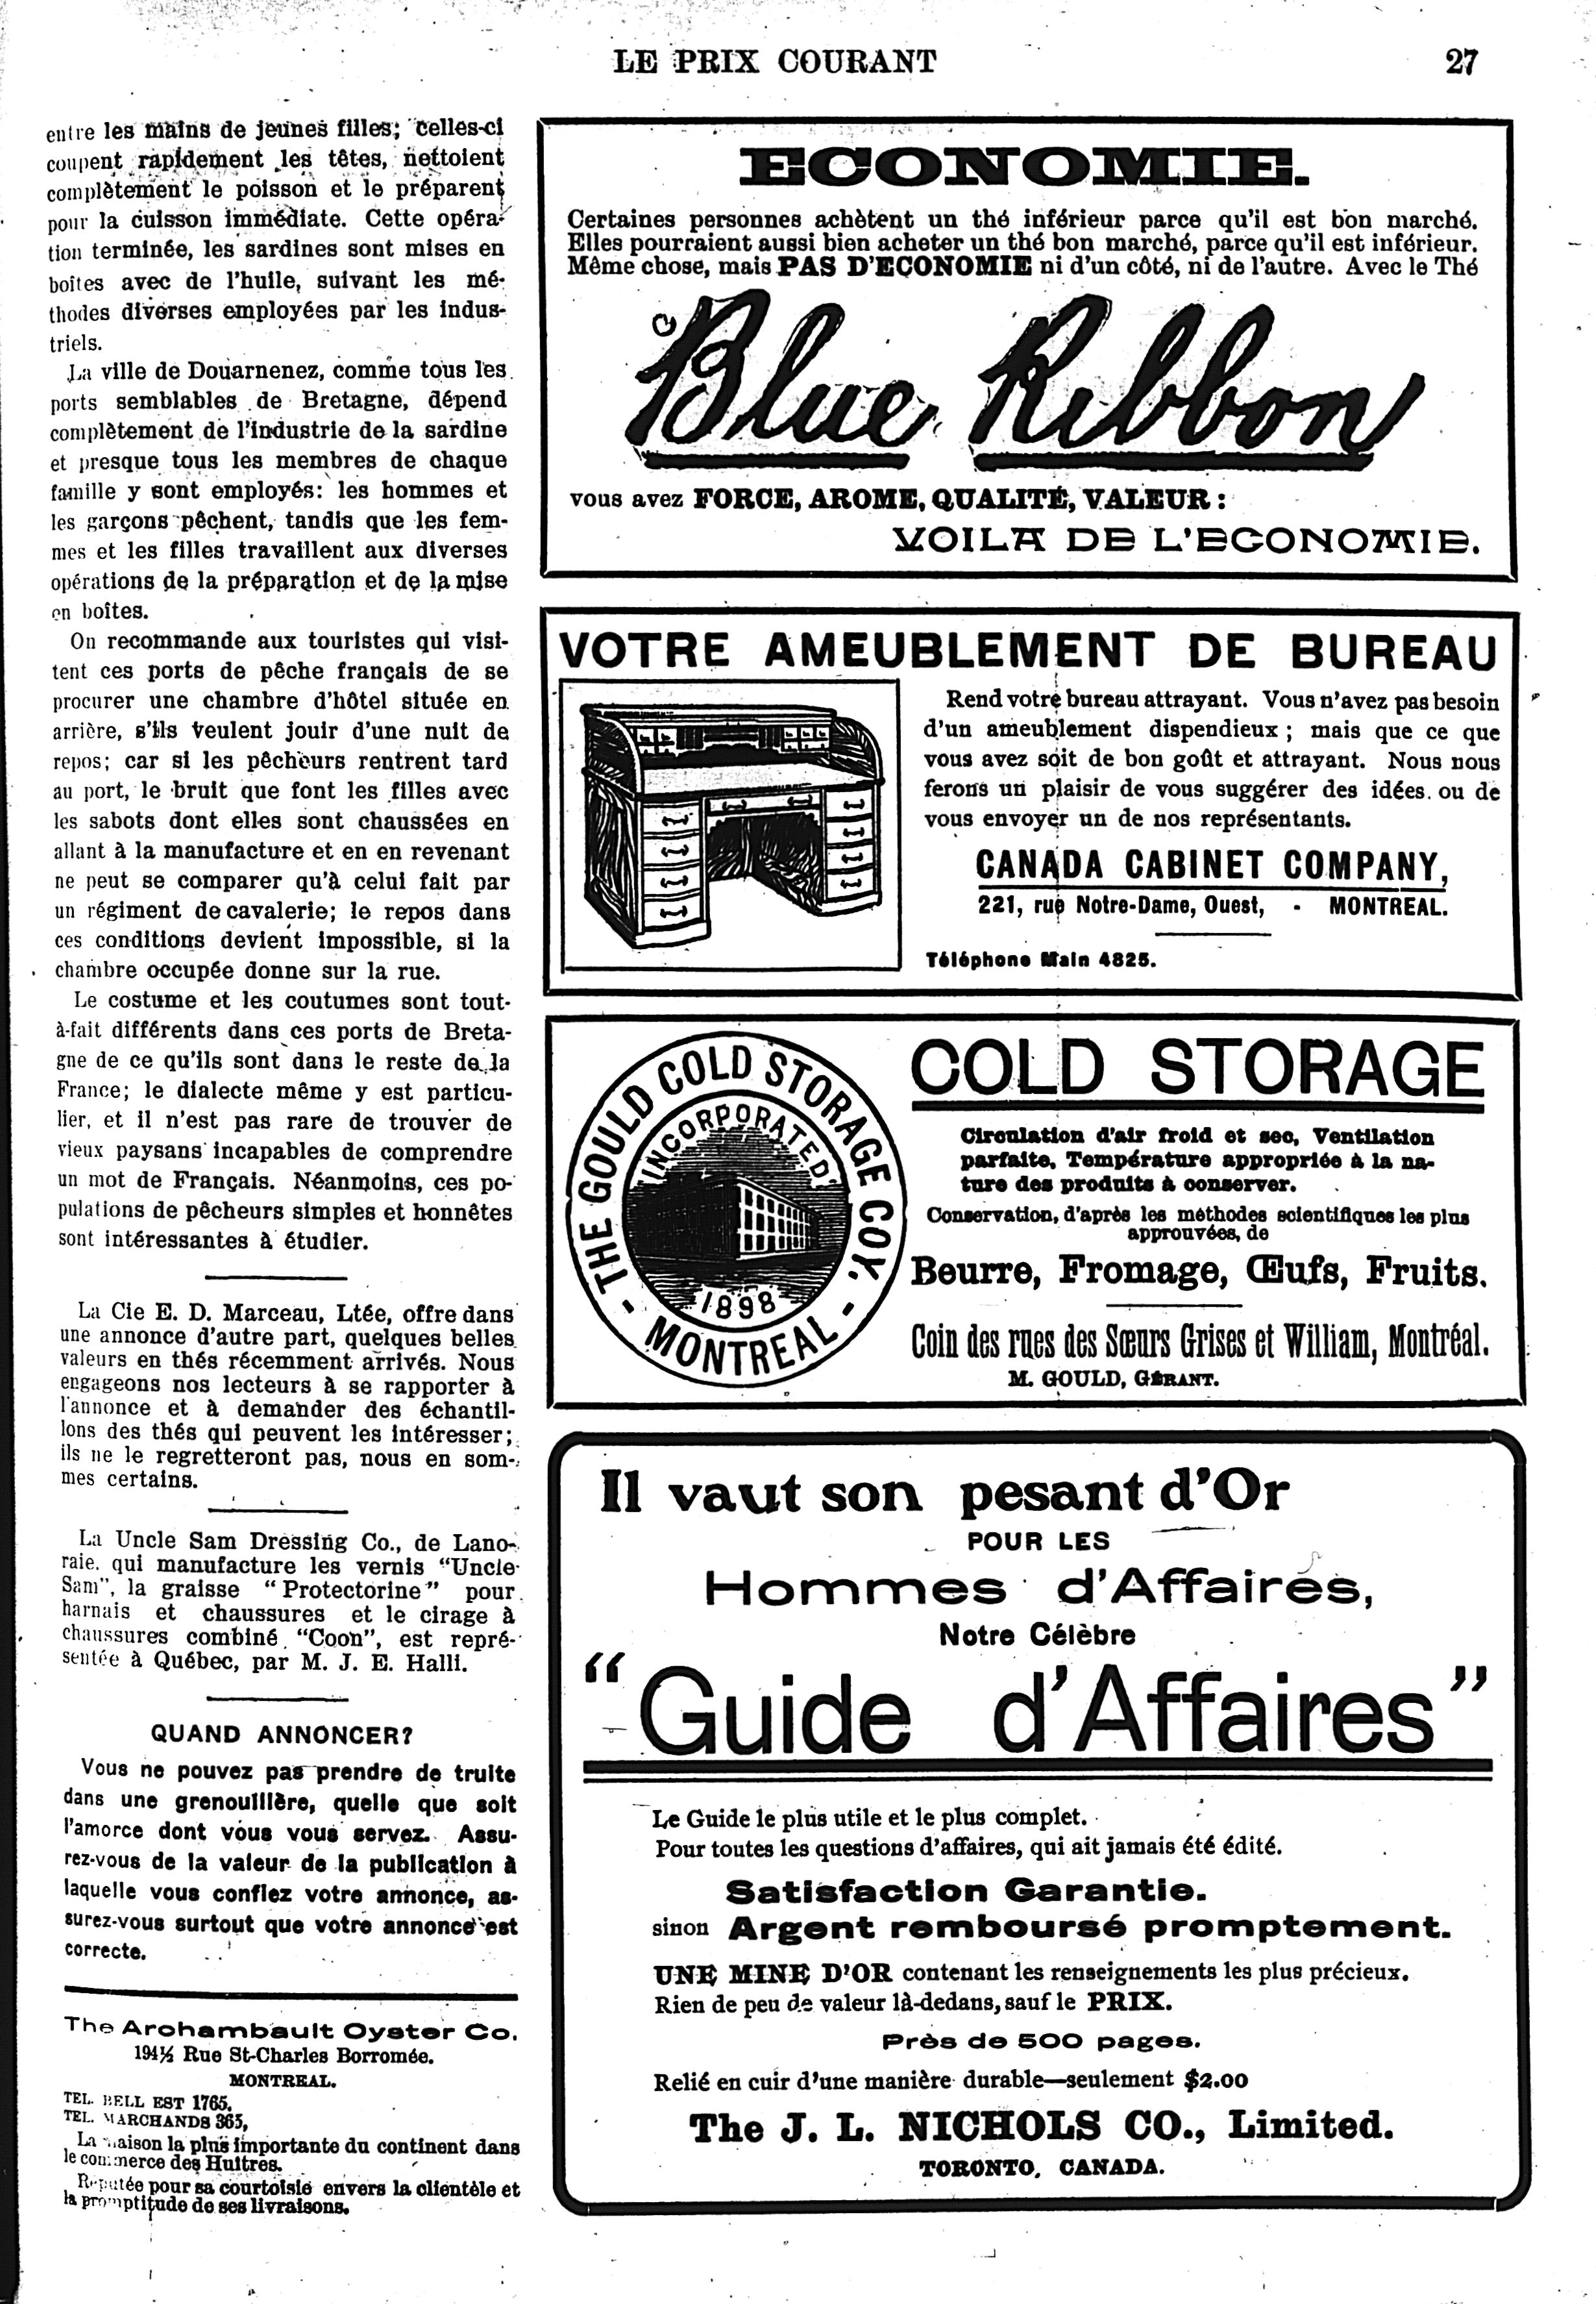 LE PRIX COURANT
27
entre les mains de jeunes filles; celles-ci
coupent rapidement les têtes, nettoient
complètement le poisson et le préparent
pour la cuisson immédiate. Cette opéra-
tion terminée, les sardines sont mises en
boîtes avec de l'huile, suivant les mé-
thodes diverses employées par les indus-
triels.
La ville de Douarnenez, comme tous les
ports semblables de Bretagne, dépend
complètement de l'industrie de la sardine
et presque tous les membres de chaque
famille y sont employés: les hommes et
les garçons pêchent, tandis que les fem-
mes et les filles travaillent aux diverses
opérations de la préparation et de la mise
en boîtes.
On recommande aux touristes qui visi-
tent ces ports de pêche français de se
procurer une chambre d'hôtel située en
arrière, s'ils veulent jouir d'une nuit de
repos; car si les pêcheurs rentrent tard
au port, le bruit que font les filles avec
les sabots dont elles sont chaussées en
allant à la manufacture et en en revenant
ne peut se comparer qu'à celui fait par
un régiment de cavalerie; le repos dans
ces conditions devient impossible, si la
chambre occupée donne sur la rue.
Le costume et les coutumes sont tout-
à-fait différents dans ces ports de Breta-
gne de ce qu'ils sont dans le reste de la
France; le dialecte même y est particu-
lier, et il n'est pas rare de trouver de
vieux paysans incapables de comprendre
un mot de Français. Néanmoins, ces po-
pulations de pêcheurs simples et honnêtes
sont intéressantes à étudier.
La Cie E. D. Marceau, Ltée, offre dans
une annonce d'autre part, quelques belles
valeurs en thés récemment arrivés. Nous
engageons nos lecteurs à se rapporter à
l'annonce et à demander des échantil-
lons des thés qui peuvent les intéresser;
ils ne le regretteront pas, nous en som-
mes certains.
La Uncle Sam Dressing Co., de Lano-
raie, qui manufacture les vernis "Uncle
Sam", la graisse "Protectorine" pour
harnais et chaussures et le cirage à
chaussures combiné "Coon", est repré-
sentée à Québec, par M. J. E. Halli.
QUAND ANNONCER?
Vous ne pouvez pas prendre de truite
dans une grenouillère, quelle que soit
l'amorce dont vous vous servez. Assu-
rez-vous de la valeur de la publication à
laquelle vous confiez votre annonce, as-
surez-vous surtout que votre annonce est
correcte.
The Archambault Oyster Co.
194½ Rue St-Charles Borromée.
MONTREAL.
TEL. BELL EST 1765.
TEL. MARCHANDS 365,
La maison la plus importante du continent dans
le commerce des Huîtres.
Reputée pour sa courtoisie envers la clientèle et
la promptitude de ses livraisons.
ECONOMIE.
Certaines personnes achètent un thé inférieur parce qu'il est bon marché.
Elles pourraient aussi bien acheter un thé bon marché, parce qu'il est inférieur.
Même chose, mais PAS D'ECONOMIE ni d'un côté, ni de l'autre. Avec le Thé
Blue Ribbon
vous avez FORCE, AROME, QUALITÉ, VALEUR :
VOILA DE L'ECONOMIE.
VOTRE AMEUBLEMENT DE BUREAU
Rend votre bureau attrayant. Vous n'avez pas besoin
d'un ameublement dispendieux ; mais que ce que
vous avez soit de bon goût et attrayant. Nous nous
ferons un plaisir de vous suggérer des idées ou de
vous envoyer un de nos représentants.
CANADA CABINET COMPANY,
221, rue Notre-Dame, Ouest, - MONTREAL.
Téléphone Main 4825.
THE GOULD COLD STORAGE COY.
INCORPORATED
1898
- MONTREAL -
COLD STORAGE
Circulation d'air froid et sec, Ventilation
parfaite, Température appropriée à la na-
ture des produits à conserver.
Conservation, d'après les méthodes scientifiques les plus
approuvées, de
Beurre, Fromage, Œufs, Fruits.
Coin des rues des Sœurs Grises et William, Montréal.
M. GOULD, GÉRANT.
Il vaut son pesant d'Or
POUR LES
Hommes d'Affaires,
Notre Célèbre
"Guide d'Affaires"
Le Guide le plus utile et le plus complet.
Pour toutes les questions d'affaires, qui ait jamais été édité.
Satisfaction Garantie.
sinon Argent remboursé promptement.
UNE MINE D'OR contenant les renseignements les plus précieux.
Rien de peu de valeur là-dedans, sauf le PRIX.
Près de 500 pages.
Relié en cuir d'une manière durable—seulement $2.00
The J. L. NICHOLS CO., Limited.
TORONTO, CANADA.